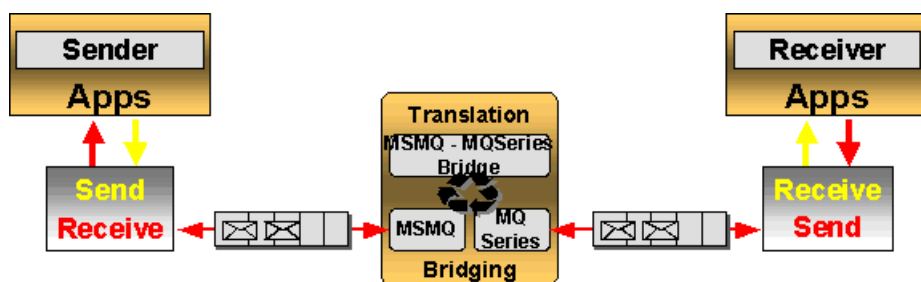 Sender
Apps
Send
Receive
Translation
MSMQ - MQSeries
Bridge
MSMQ
MQ
Series
Bridging
Receiver
Apps
Receive
Send